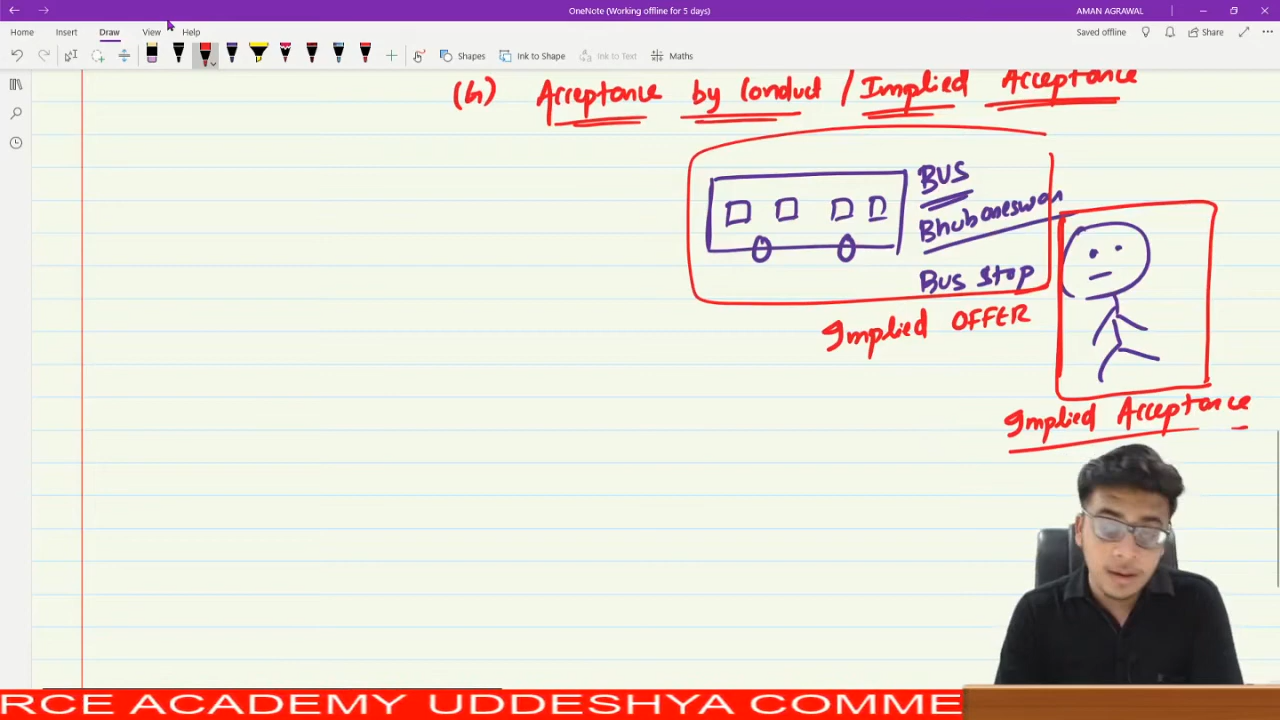 OneNote (Working offline for 5 days)
AMAN AGRAWAL
Home Insert Draw View Help
Saved offline Share
Shapes Ink to Shape Ink to Text Maths
(G) Acceptance by Conduct / Implied Acceptance
BUS
Bhubaneswar
Bus Stop
Implied OFFER
Implied Acceptance
RCE ACADEMY UDDESHYA COMME